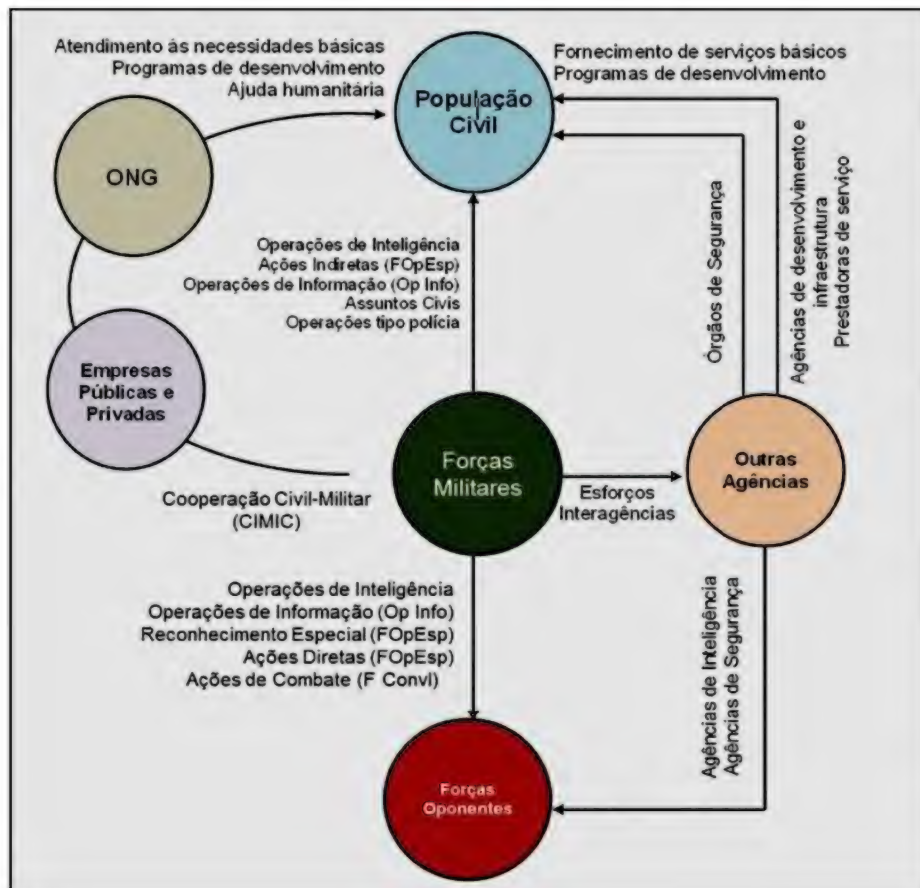 Atendimento às necessidades básicas
Programas de desenvolvimento
Ajuda humanitária
População
Civil
Fornecimento de serviços básicos
Programas de desenvolvimento
ONG
Operações de Inteligência
Ações Indiretas (FOpEsp)
Operações de Informação (Op Info)
Assuntos Civis
Operações tipo polícia
Órgãos de Segurança
Agências de desenvolvimento e
infraestrutura
Prestadoras de serviço
Empresas
Públicas e
Privadas
Forças
Militares
Outras
Agências
Cooperação Civil-Militar
(CIMIC)
Esforços
Interagências
Operações de Inteligência
Operações de Informação (Op Info)
Reconhecimento Especial (FOpEsp)
Ações Diretas (FOpEsp)
Ações de Combate (F Convl)
Agências de Inteligência
Agências de Segurança
Forças
Oponentes